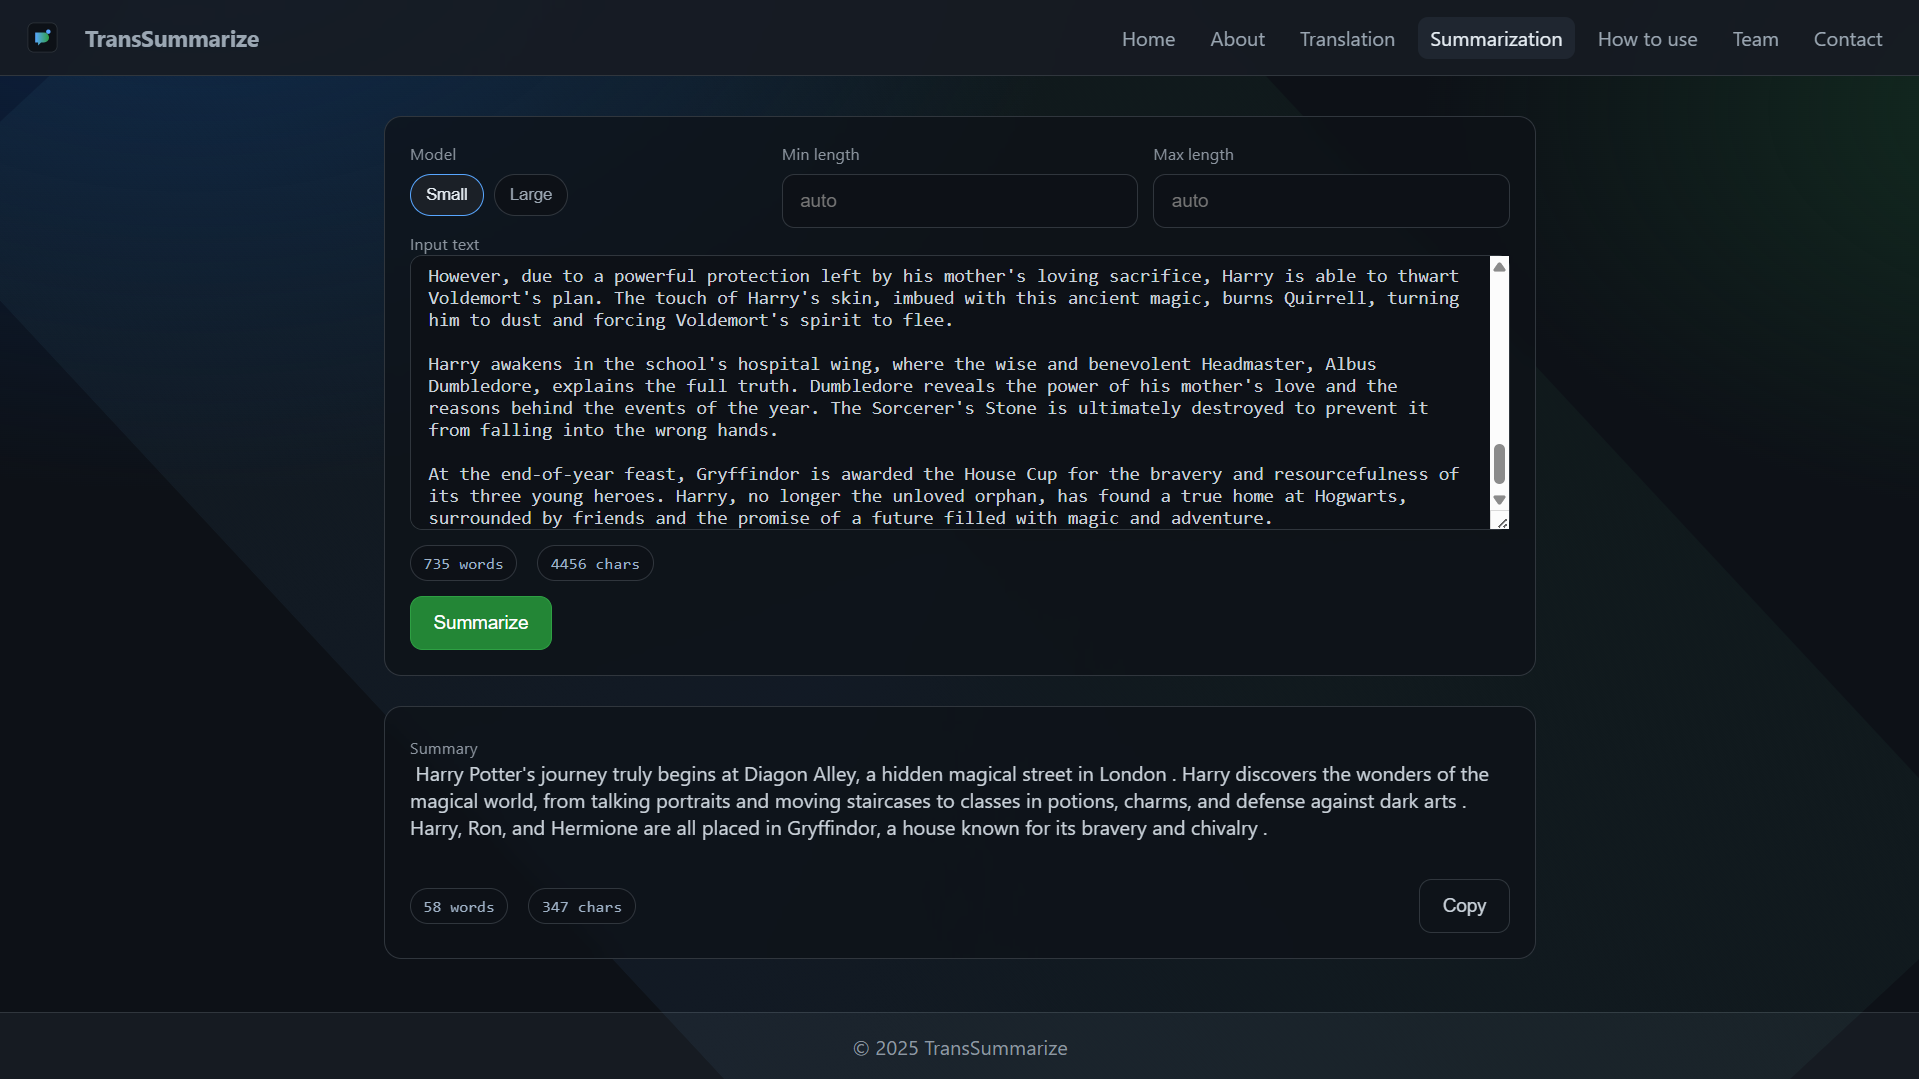 TransSummarize
Home
About
Translation
Summarization
How to use
Team
Contact
Model
Min length
Max length
Small
Large
auto
auto
Input text
However, due to a powerful protection left by his mother's loving sacrifice, Harry is able to thwart
Voldemort's plan. The touch of Harry's skin, imbued with this ancient magic, burns Quirrell, turning
him to dust and forcing Voldemort's spirit to flee.
Harry awakens in the school's hospital wing, where the wise and benevolent Headmaster, Albus
Dumbledore, explains the full truth. Dumbledore reveals the power of his mother's love and the
reasons behind the events of the year. The Sorcerer's Stone is ultimately destroyed to prevent it
from falling into the wrong hands.
At the end-of-year feast, Gryffindor is awarded the House Cup for the bravery and resourcefulness of
its three young heroes. Harry, no longer the unloved orphan, has found a true home at Hogwarts,
surrounded by friends and the promise of a future filled with magic and adventure.
735 words
4456 chars
Summarize
Summary
Harry Potter's journey truly begins at Diagon Alley, a hidden magical street in London . Harry discovers the wonders of the
magical world, from talking portraits and moving staircases to classes in potions, charms, and defense against dark arts .
Harry, Ron, and Hermione are all placed in Gryffindor, a house known for its bravery and chivalry .
58 words
347 chars
Copy
© 2025 TransSummarize